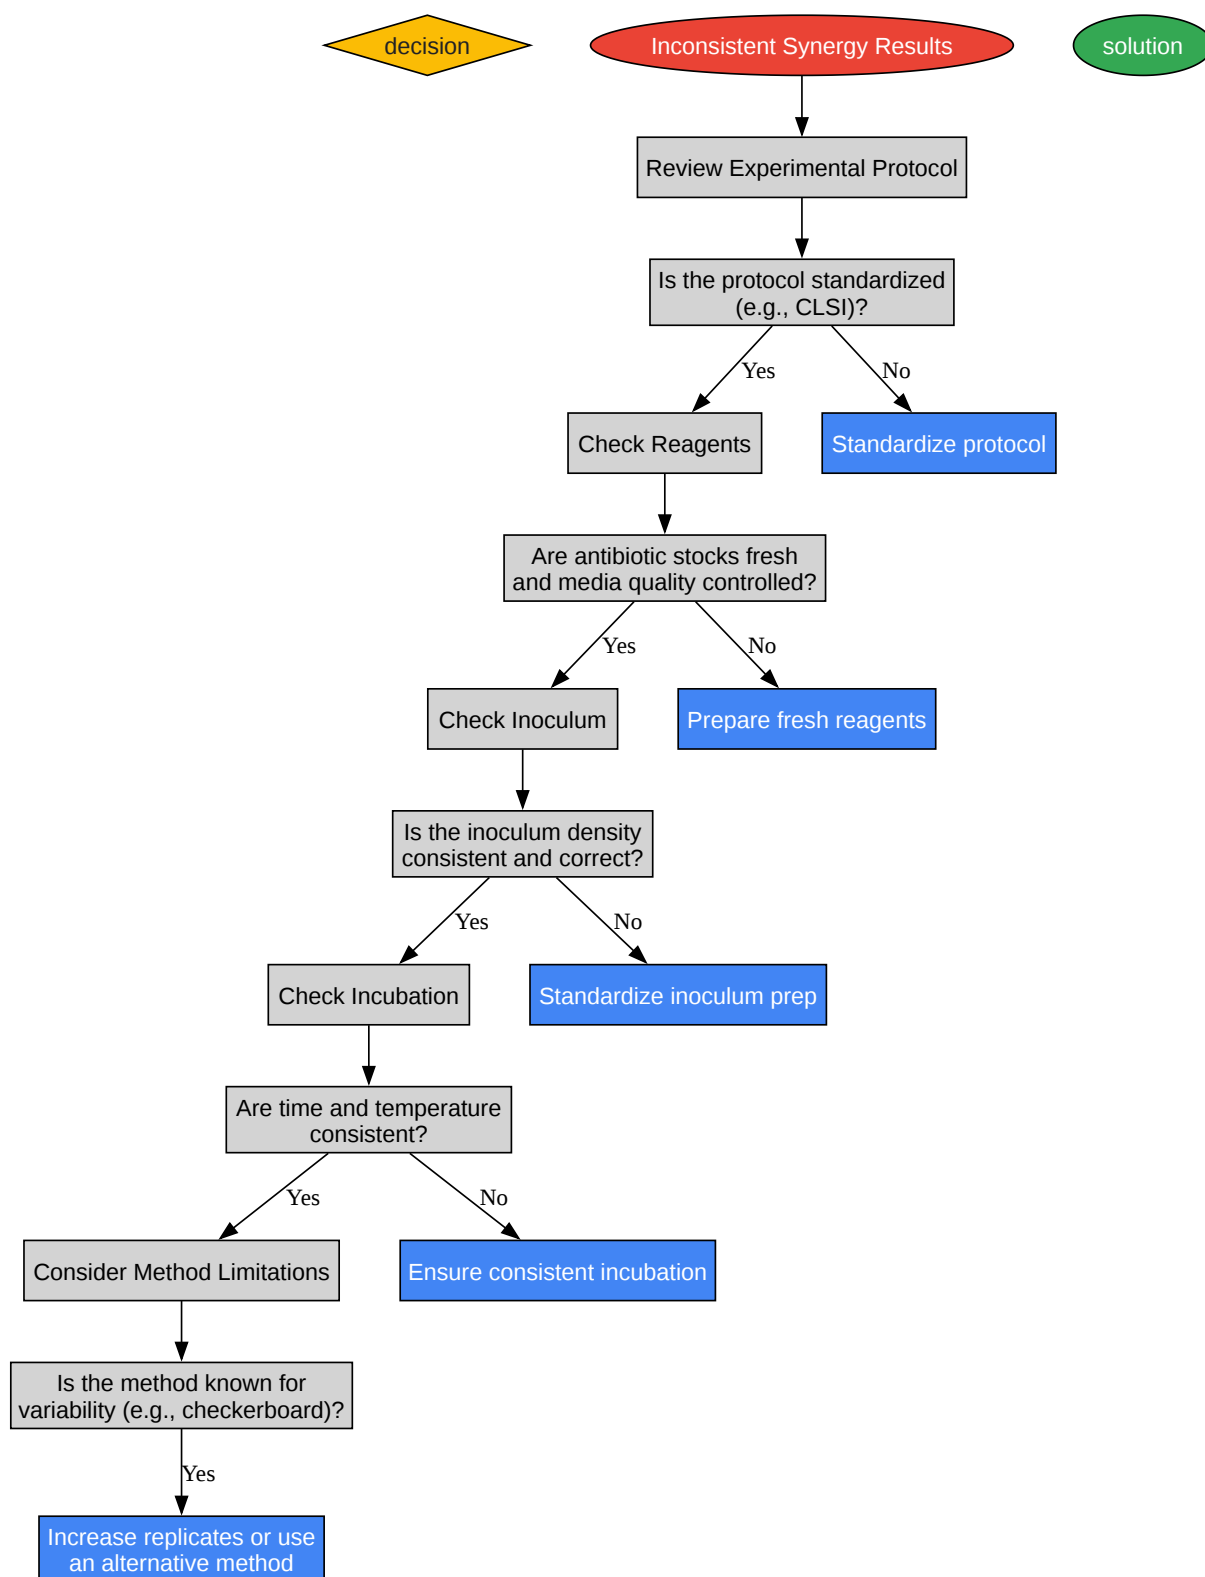 decision
Inconsistent Synergy Results
solution
Review Experimental Protocol
Is the protocol standardized
(e.g., CLSI)?
Yes
No
Check Reagents
Standardize protocol
Are antibiotic stocks fresh
and media quality controlled?
Yes
No
Check Inoculum
Prepare fresh reagents
Is the inoculum density
consistent and correct?
Yes
No
Check Incubation
Standardize inoculum prep
Are time and temperature
consistent?
Yes
No
Consider Method Limitations
Ensure consistent incubation
Is the method known for
variability (e.g., checkerboard)?
Yes
Increase replicates or use
an alternative method